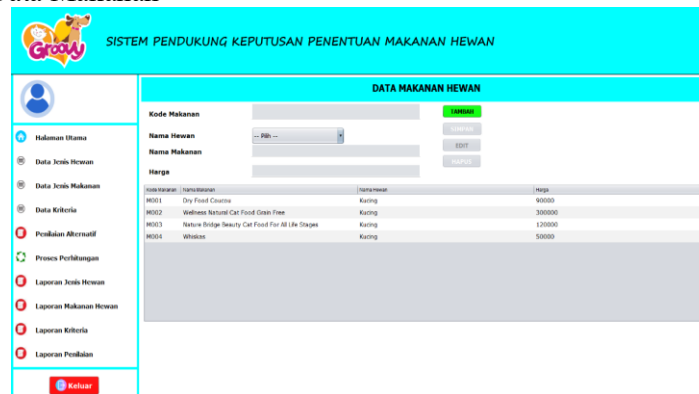 Groovy
SISTEM PENDUKUNG KEPUTUSAN PENENTUAN MAKANAN HEWAN
DATA MAKANAN HEWAN
Kode Makanan
TAMBAH
Nama Hewan
-- Pilih --
Nama Makanan
EDIT
HAPUS
Harga
Halaman Utama
Data Jenis Hewan
Data Jenis Makanan
Data Kriteria
Penilaian Alternatif
Proses Perhitungan
Laporan Jenis Hewan
Laporan Makanan Hewan
Laporan Kriteria
Laporan Penilaian
Keluar
Kode Makanan Nama Makanan Nama Hewan Harga
M001 Dry Food Kucing 90000
M002 Wellness Natural Cat Food Grain Free Kucing 300000
M003 Nature Bridge Beauty Cat Food For All Life Stages Kucing 120000
M004 Whiskas Kucing 50000